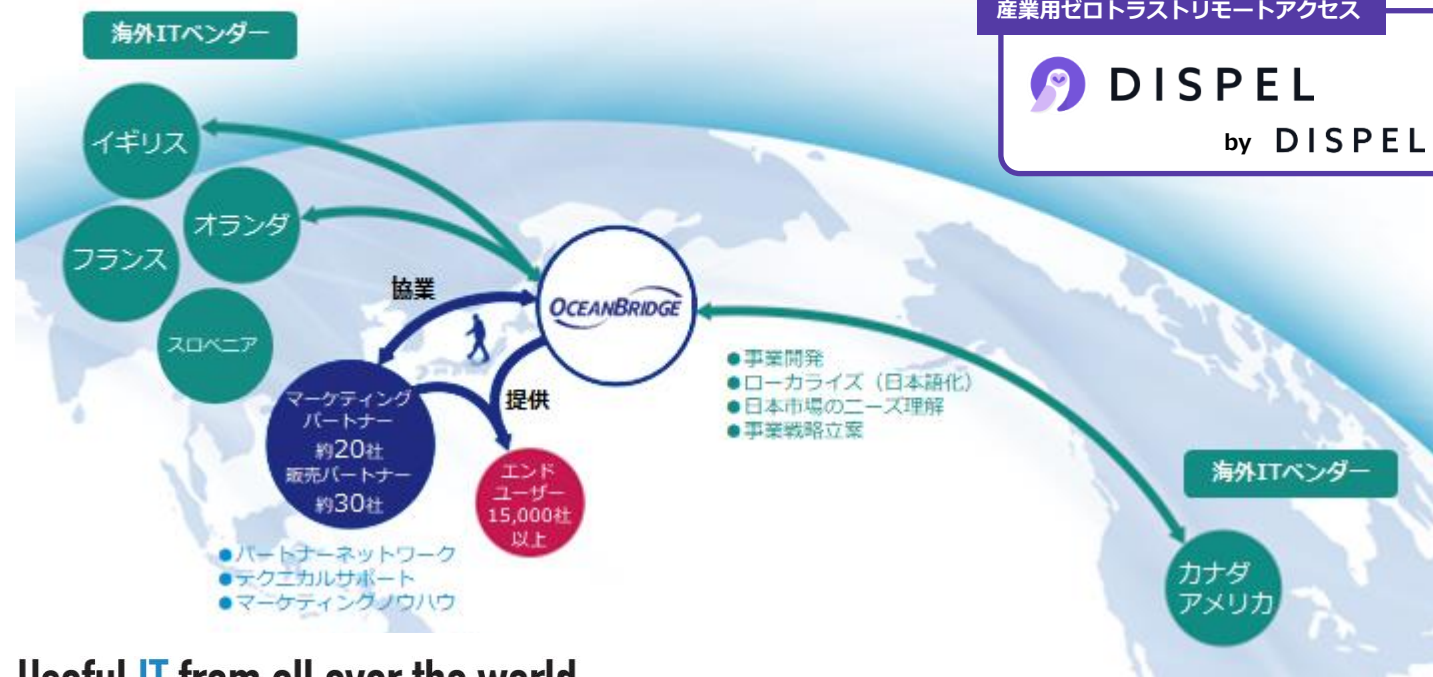 海外ITベンダー
産業用ゼロトラストリモートアクセス
DISPEL
by DISPEL
イギリス
オランダ
フランス
スロベニア
協業
OCEANBRIDGE
提供
マーケティング
パートナー
約20社
販売パートナー
約30社
エンド
ユーザー
15,000社
以上
●事業開発
●ローカライズ（日本語化）
●日本市場のニーズ理解
●事業戦略立案
●パートナーネットワーク
●テクニカルサポート
●マーケティングノウハウ
海外ITベンダー
カナダ
アメリカ
Useful IT from all over the world